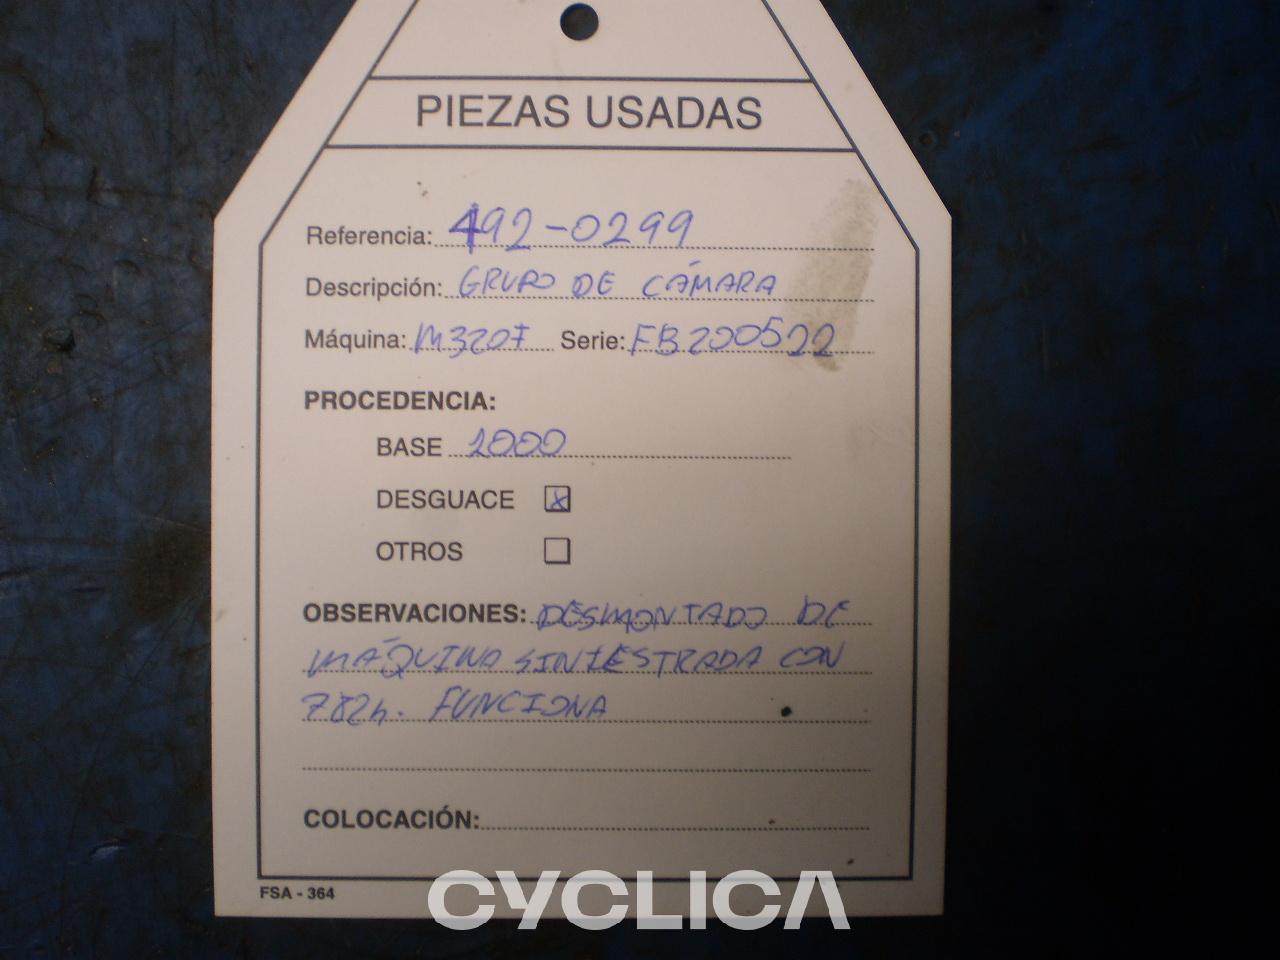 PIEZAS USADAS
Referencia: 492-0299
Descripción: GRUPO DE CÁMARA
Máquina: M320F Serie: FB200522
PROCEDENCIA:
BASE 1000
DESGUACE x
OTROS
OBSERVACIONES: DESMONTADO DE
MÁQUINA SINIESTRADA CON
782h. FUNCIONA
COLOCACIÓN:
FSA - 364
CYCLICA